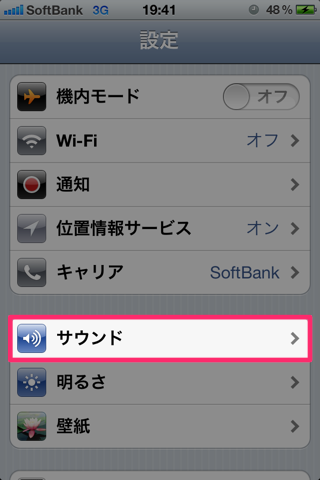 SoftBank 3G 19:41 48%
設定
機内モード オフ
Wi-Fi オフ
通知
位置情報サービス オン
キャリア SoftBank
サウンド
明るさ
壁紙